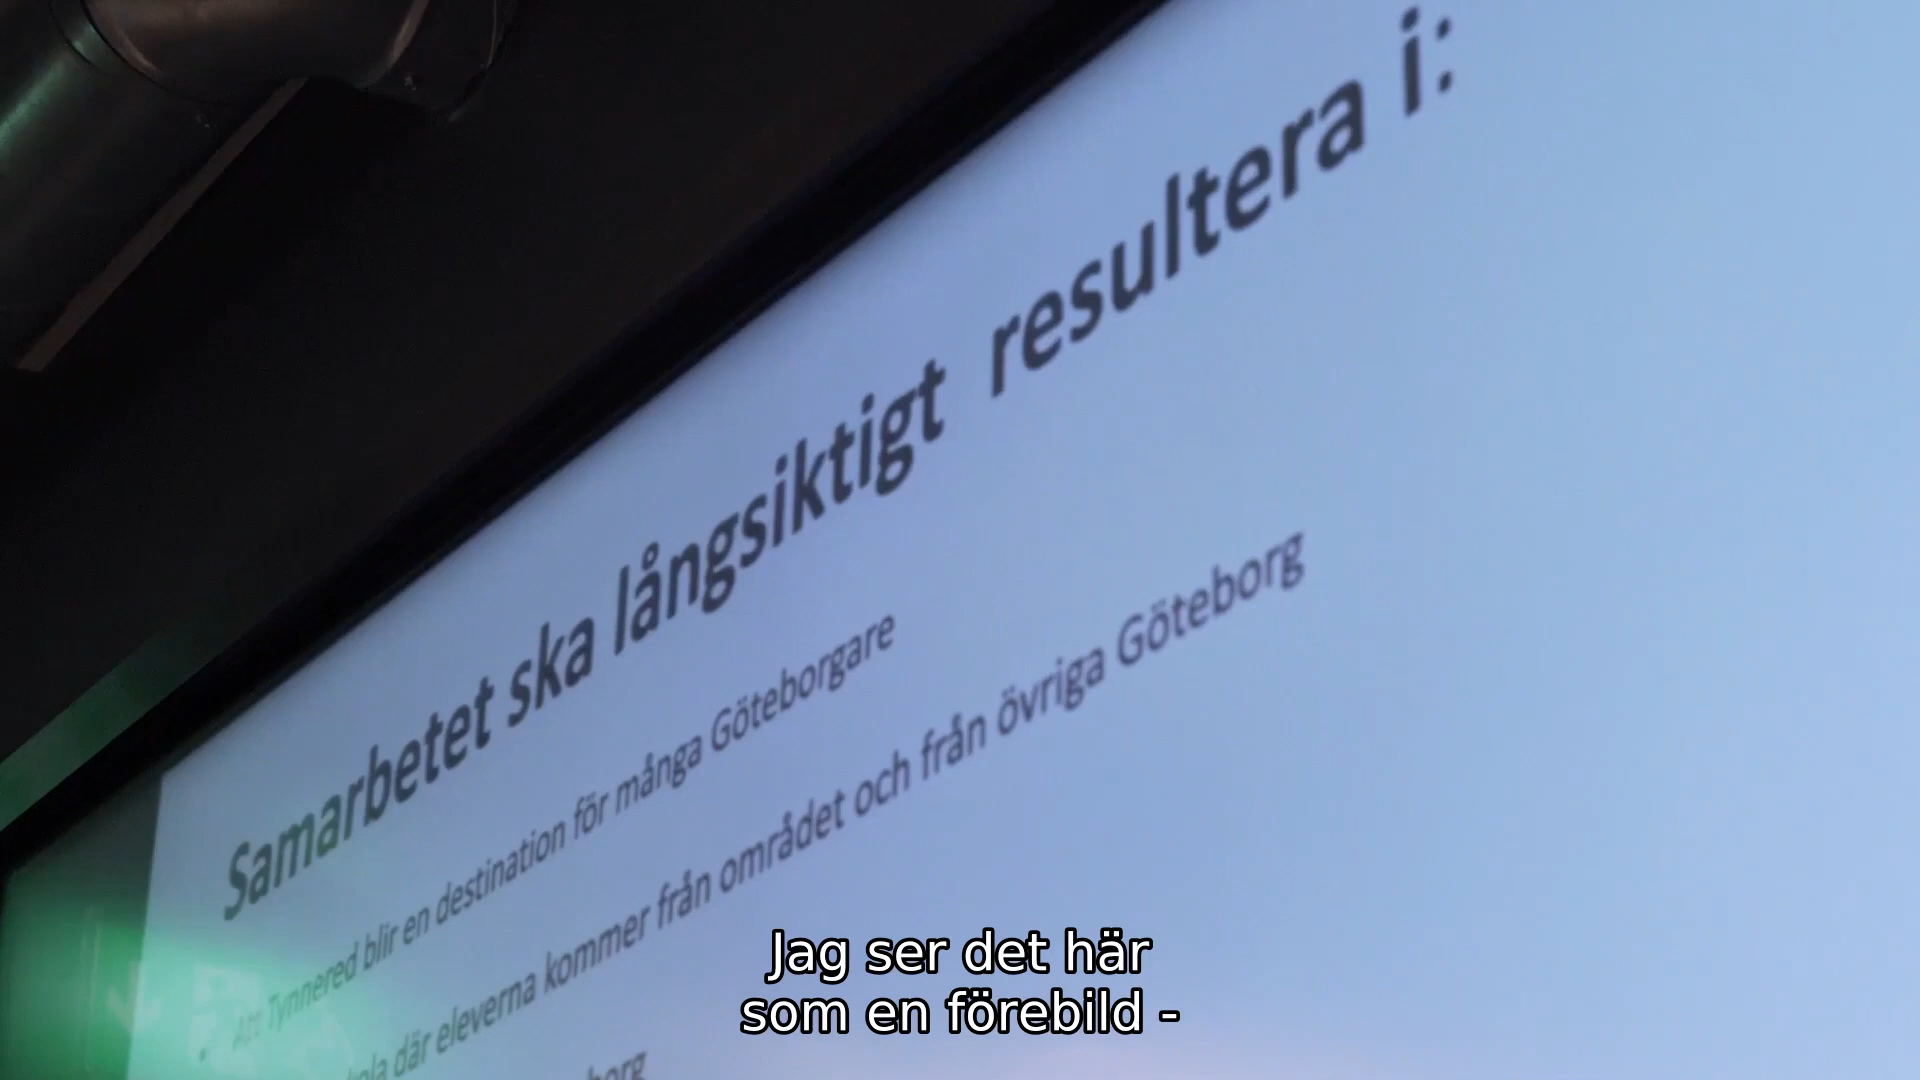 Samarbetet ska långsiktigt resultera i:
Att Tynnered blir en destination för många Göteborgare
där eleverna kommer från området och från övriga Göteborg
Jag ser det här
som en förebild -